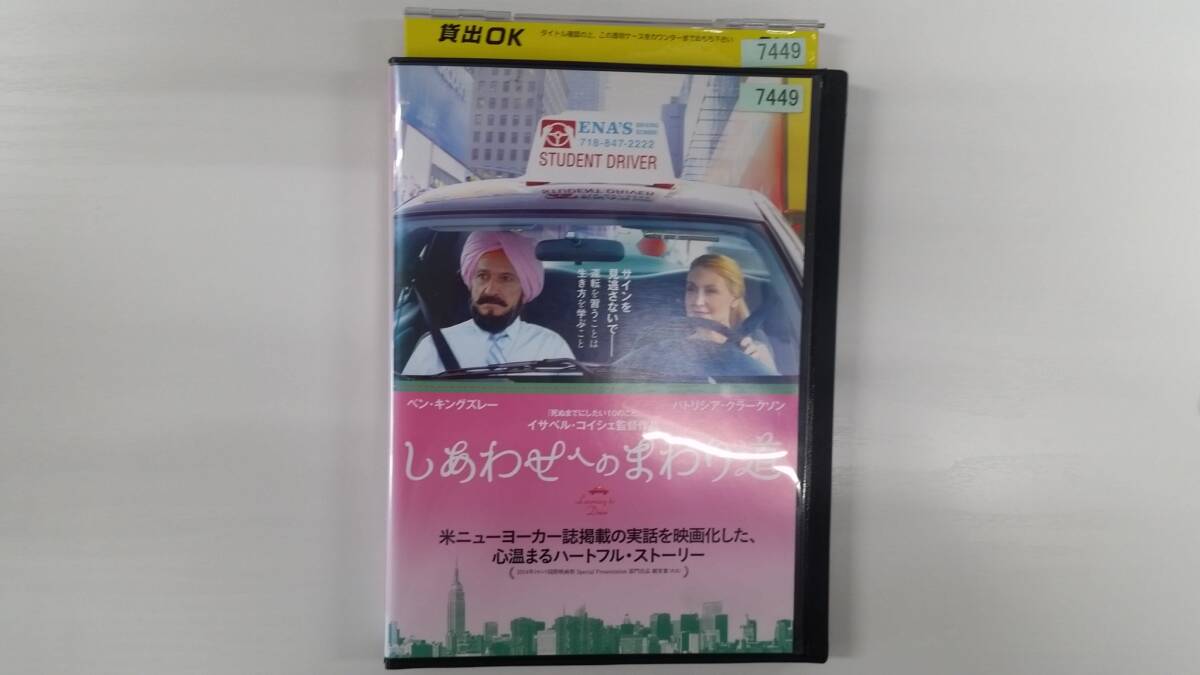 貸出OK
タイトル確認の上、この透明ケースをカウンターまでおもち下さい
7449
7449
ENA'S DRIVING SCHOOL
718-847-2222
STUDENT DRIVER
サインを
見逃さないで――
運転を習うことは
生き方を学ぶこと
ベン・キングズレー
パトリシア・クラークソン
『死ぬまでにしたい10のこと』
イサベル・コイシェ監督作品
しあわせへのまわり道
Learning to
Drive
米ニューヨーカー誌掲載の実話を映画化した、
心温まるハートフル・ストーリー